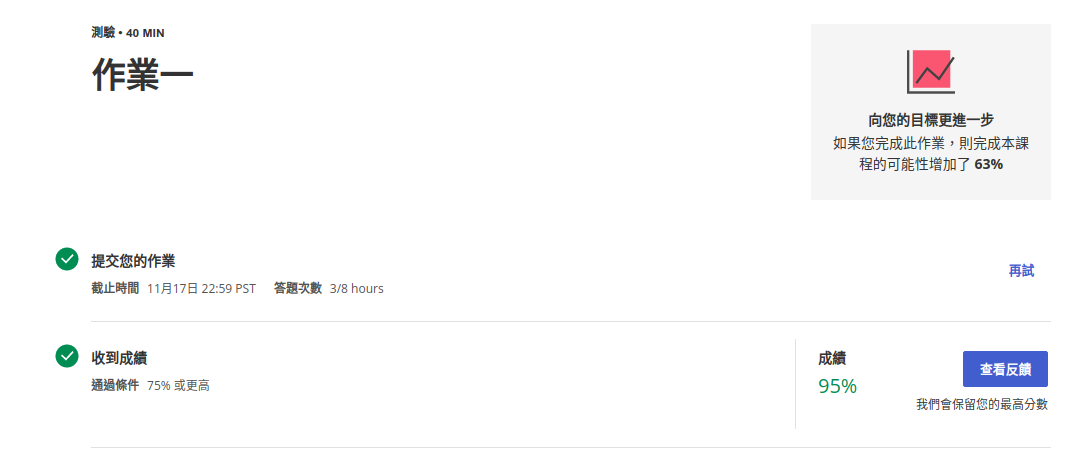 測驗 • 40 MIN
作業一
向您的目標更進一步
如果您完成此作業，則完成本課
程的可能性增加了 63%
提交您的作業
截止時間 11月17日 22:59 PST 答題次數 3/8 hours
再試
收到成績
通過條件 75% 或更高
成績
95%
查看反饋
我們會保留您的最高分數